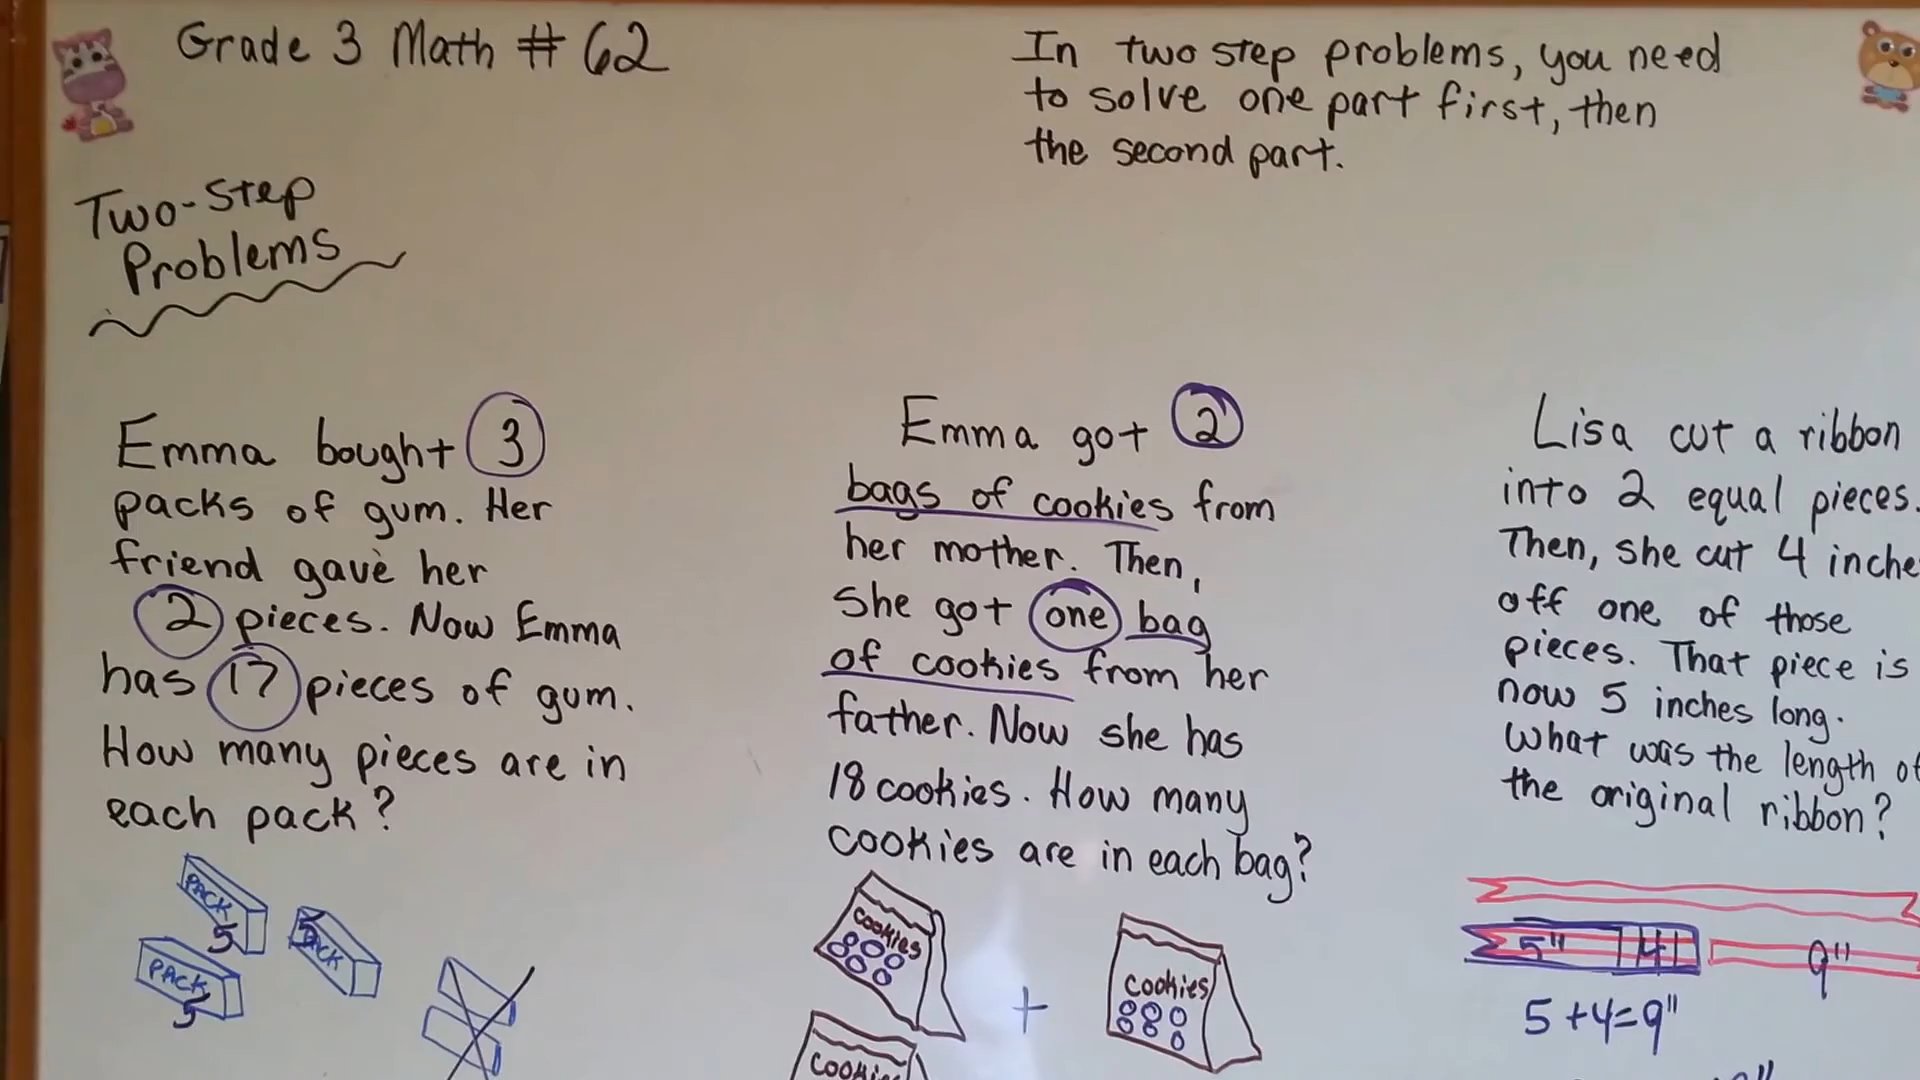 Grade 3 Math # 62
In two step problems, you need
to solve one part first, then
the second part.
Two-Step
Problems
Emma bought 3
packs of gum. Her
friend gave her
2 pieces. Now Emma
has 17 pieces of gum.
How many pieces are in
each pack?
PACK
5
PACK
5
PACK
5
Emma got 2
bags of cookies from
her mother. Then,
She got one bag
of cookies from her
father. Now she has
18 cookies. How many
cookies are in each bag?
cookies
+
cookies
Lisa cut a ribbon
into 2 equal pieces.
Then, she cut 4 inche
off one of those
pieces. That piece is
now 5 inches long.
What was the length of
the original ribbon?
5" 4 9"
5+4=9"